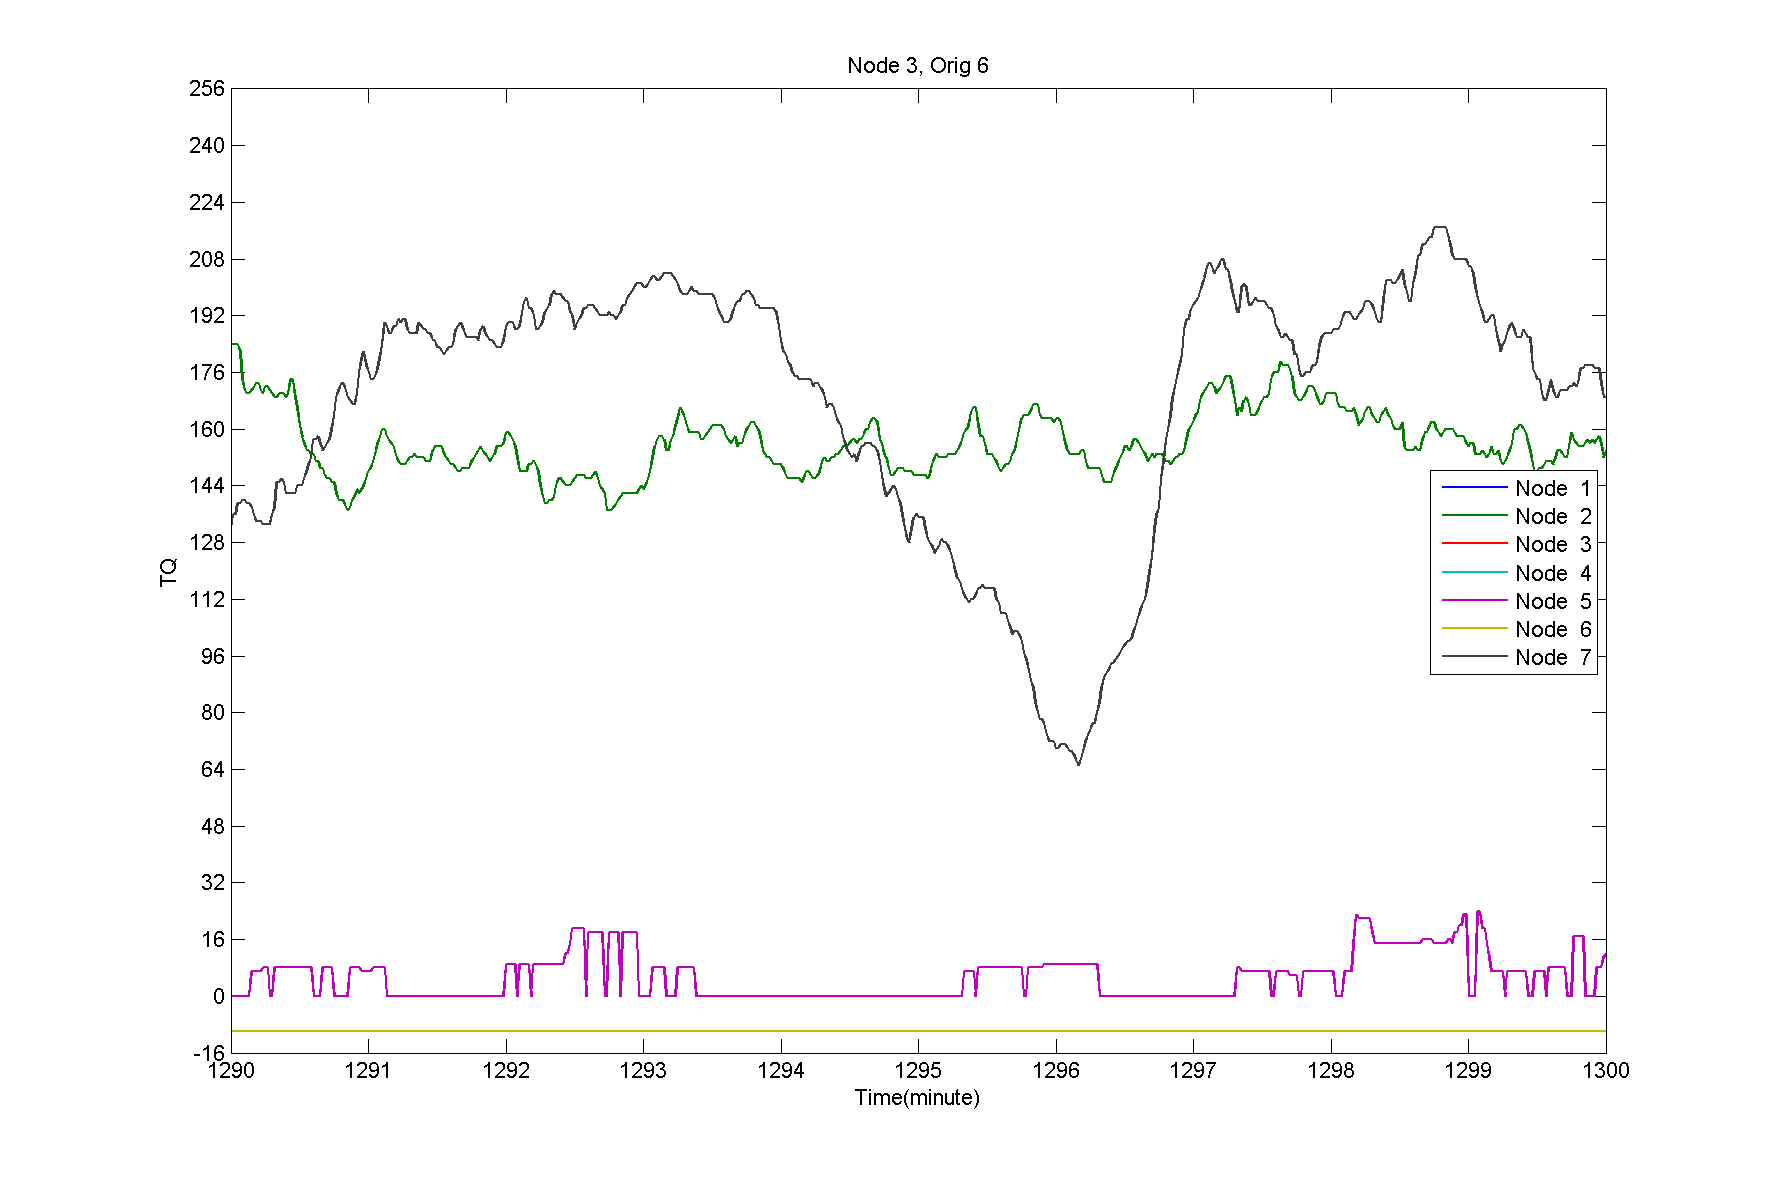 Node 3, Orig 6
256
240
224
208
192
176
160
144
128
112
96
80
64
48
32
16
0
-16
TQ
Node 1
Node 2
Node 3
Node 4
Node 5
Node 6
Node 7
1290 1291 1292 1293 1294 1295 1296 1297 1298 1299 1300
Time(minute)